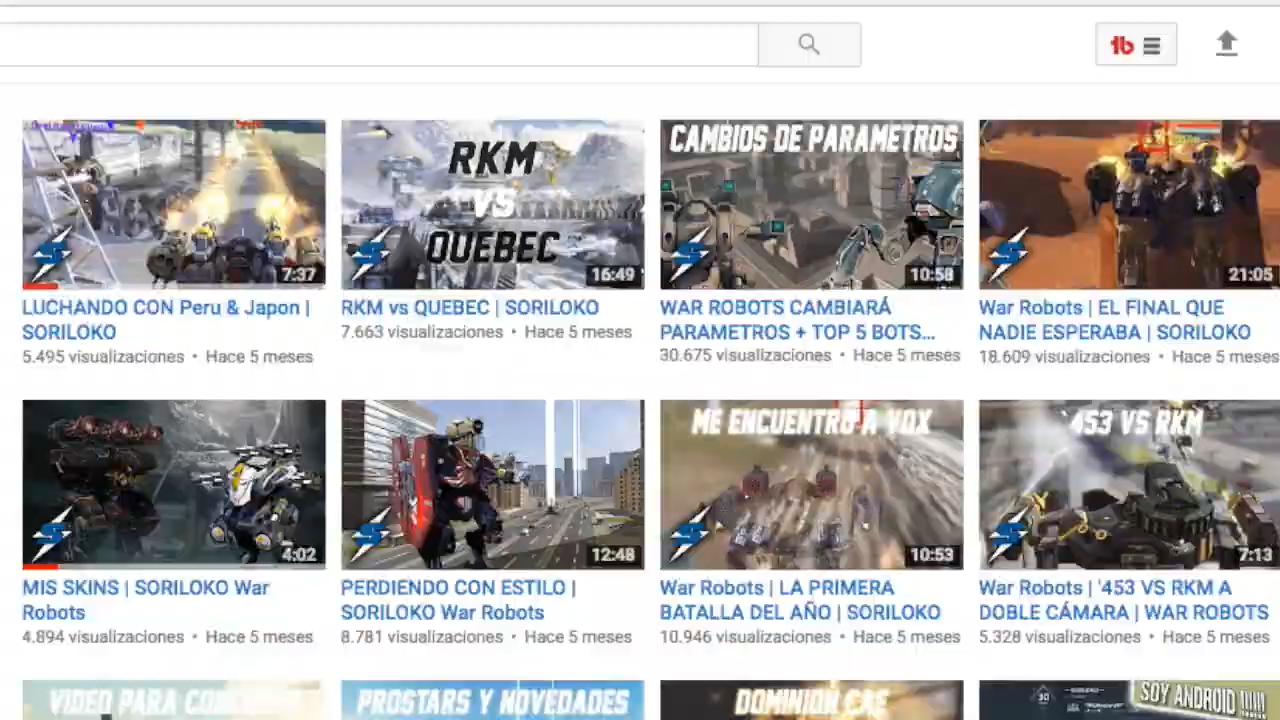 tb
RKM
VS
QUEBEC
CAMBIOS DE PARAMETROS
7:37
16:49
10:58
21:05
LUCHANDO CON Peru & Japon |
SORILOKO
5.495 visualizaciones • Hace 5 meses
RKM vs QUEBEC | SORILOKO
7.663 visualizaciones • Hace 5 meses
WAR ROBOTS CAMBIARÁ
PARAMETROS + TOP 5 BOTS...
30.675 visualizaciones • Hace 5 meses
War Robots | EL FINAL QUE
NADIE ESPERABA | SORILOKO
18.609 visualizaciones • Hace 5 meses
ME ENCUENTRO A VOX
'453 VS RKM
4:02
12:48
10:53
7:13
MIS SKINS | SORILOKO War
Robots
4.894 visualizaciones • Hace 5 meses
PERDIENDO CON ESTILO |
SORILOKO War Robots
8.781 visualizaciones • Hace 5 meses
War Robots | LA PRIMERA
BATALLA DEL AÑO | SORILOKO
10.946 visualizaciones • Hace 5 meses
War Robots | '453 VS RKM A
DOBLE CÁMARA | WAR ROBOTS
5.328 visualizaciones • Hace 5 meses
VIDEO PARA
Y NOVEDADES
DOMINION
SOY ANDROID !!!!!